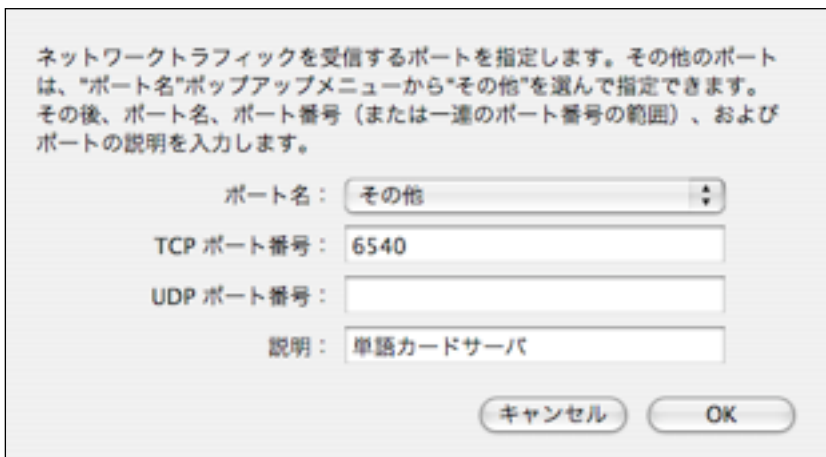 ネットワークトラフィックを受信するポートを指定します。その他のポート
は、"ポート名"ポップアップメニューから"その他"を選んで指定できます。
その後、ポート名、ポート番号（または一連のポート番号の範囲）、および
ポートの説明を入力します。
ポート名： その他
TCP ポート番号： 6540
UDP ポート番号：
説明： 単語カードサーバ
キャンセル OK